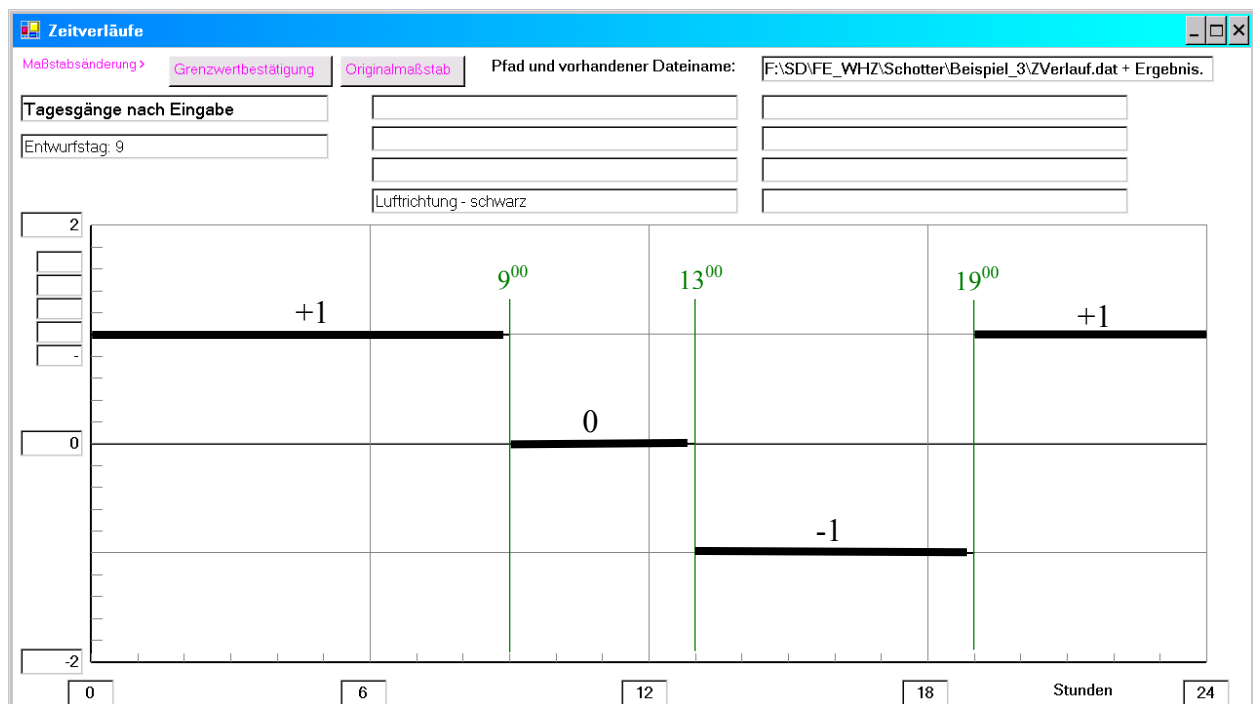 Zeitverläufe
Maßstabsänderung > Grenzwertbestätigung Originalmaßstab Pfad und vorhandener Dateiname: F:\SD\FE_WHZ\Schotter\Beispiel_3\ZVerlauf.dat + Ergebnis.
Tagesgänge nach Eingabe
Entwurfstag: 9
Luftrichtung - schwarz
2
9⁰⁰ 13⁰⁰ 19⁰⁰
+1 +1
-
0
0
-1
-2
0 6 12 18 Stunden 24